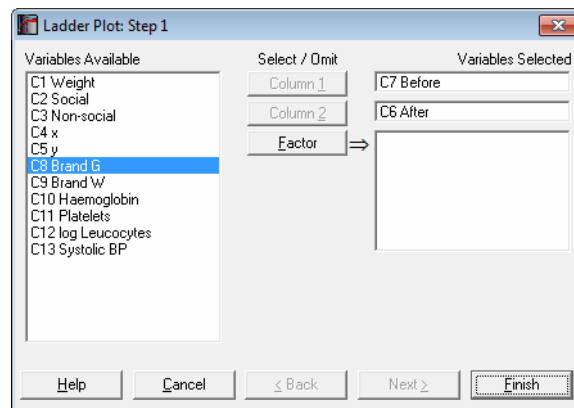 Ladder Plot: Step 1
Variables Available
Select / Omit
Variables Selected
C1 Weight
C2 Social
C3 Non-social
C4 x
C5 y
C8 Brand G
C9 Brand W
C10 Haemoglobin
C11 Platelets
C12 log Leucocytes
C13 Systolic BP
Column 1
Column 2
Factor
C7 Before
C6 After
Help
Cancel
< Back
Next >
Finish